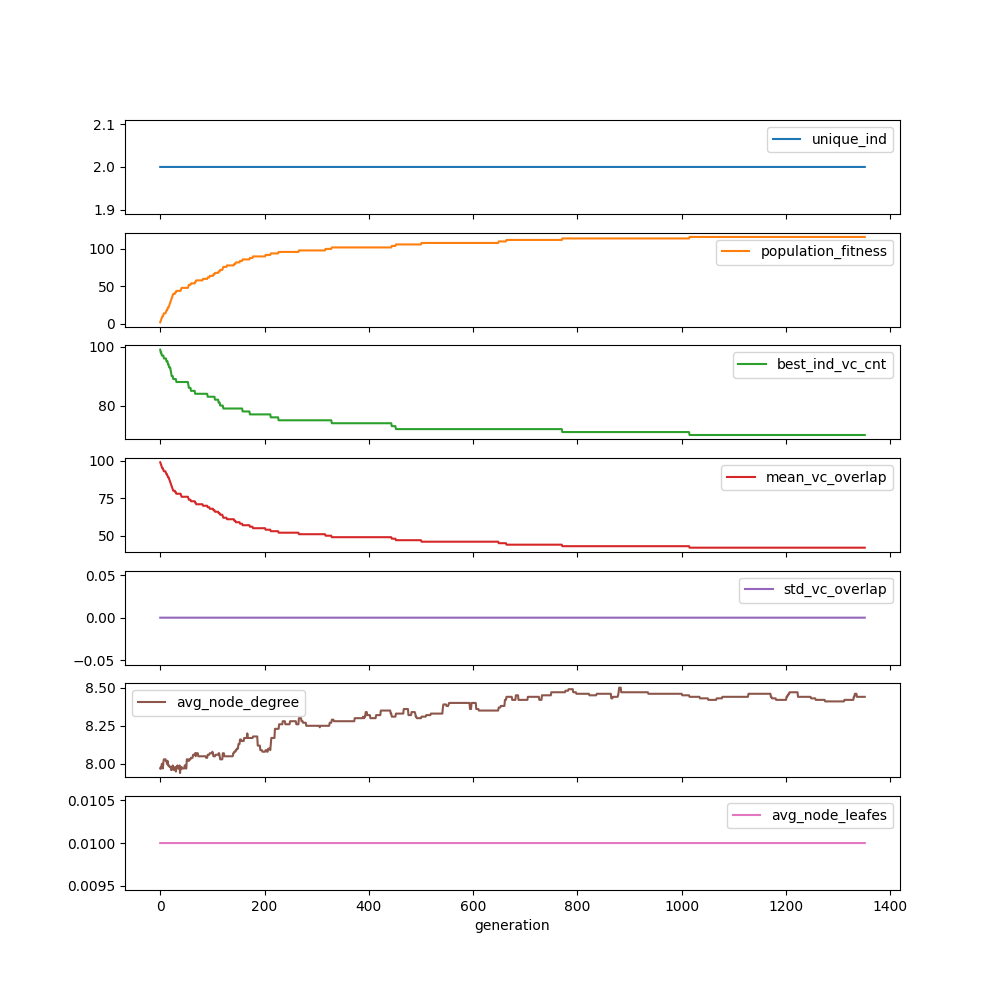 2.1
2.0
1.9
unique_ind
100
50
0
population_fitness
100
80
best_ind_vc_cnt
100
75
50
mean_vc_overlap
0.05
0.00
−0.05
std_vc_overlap
8.50
8.25
8.00
avg_node_degree
0.0105
0.0100
0.0095
avg_node_leafes
0 200 400 600 800 1000 1200 1400
generation